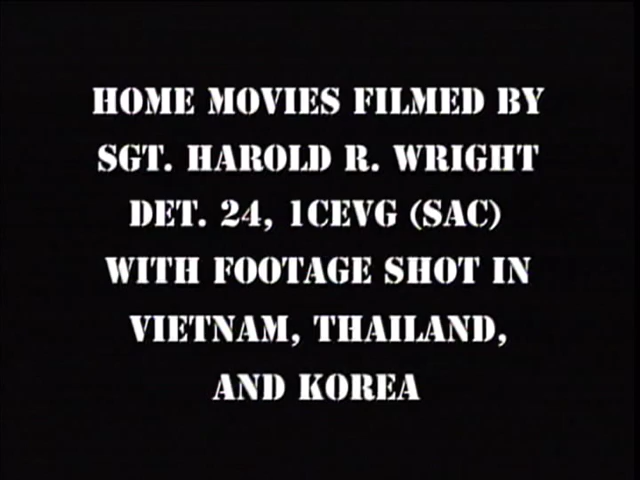 HOME MOVIES FILMED BY
SGT. HAROLD R. WRIGHT
DET. 24, 1CEVG (SAC)
WITH FOOTAGE SHOT IN
VIETNAM, THAILAND,
AND KOREA